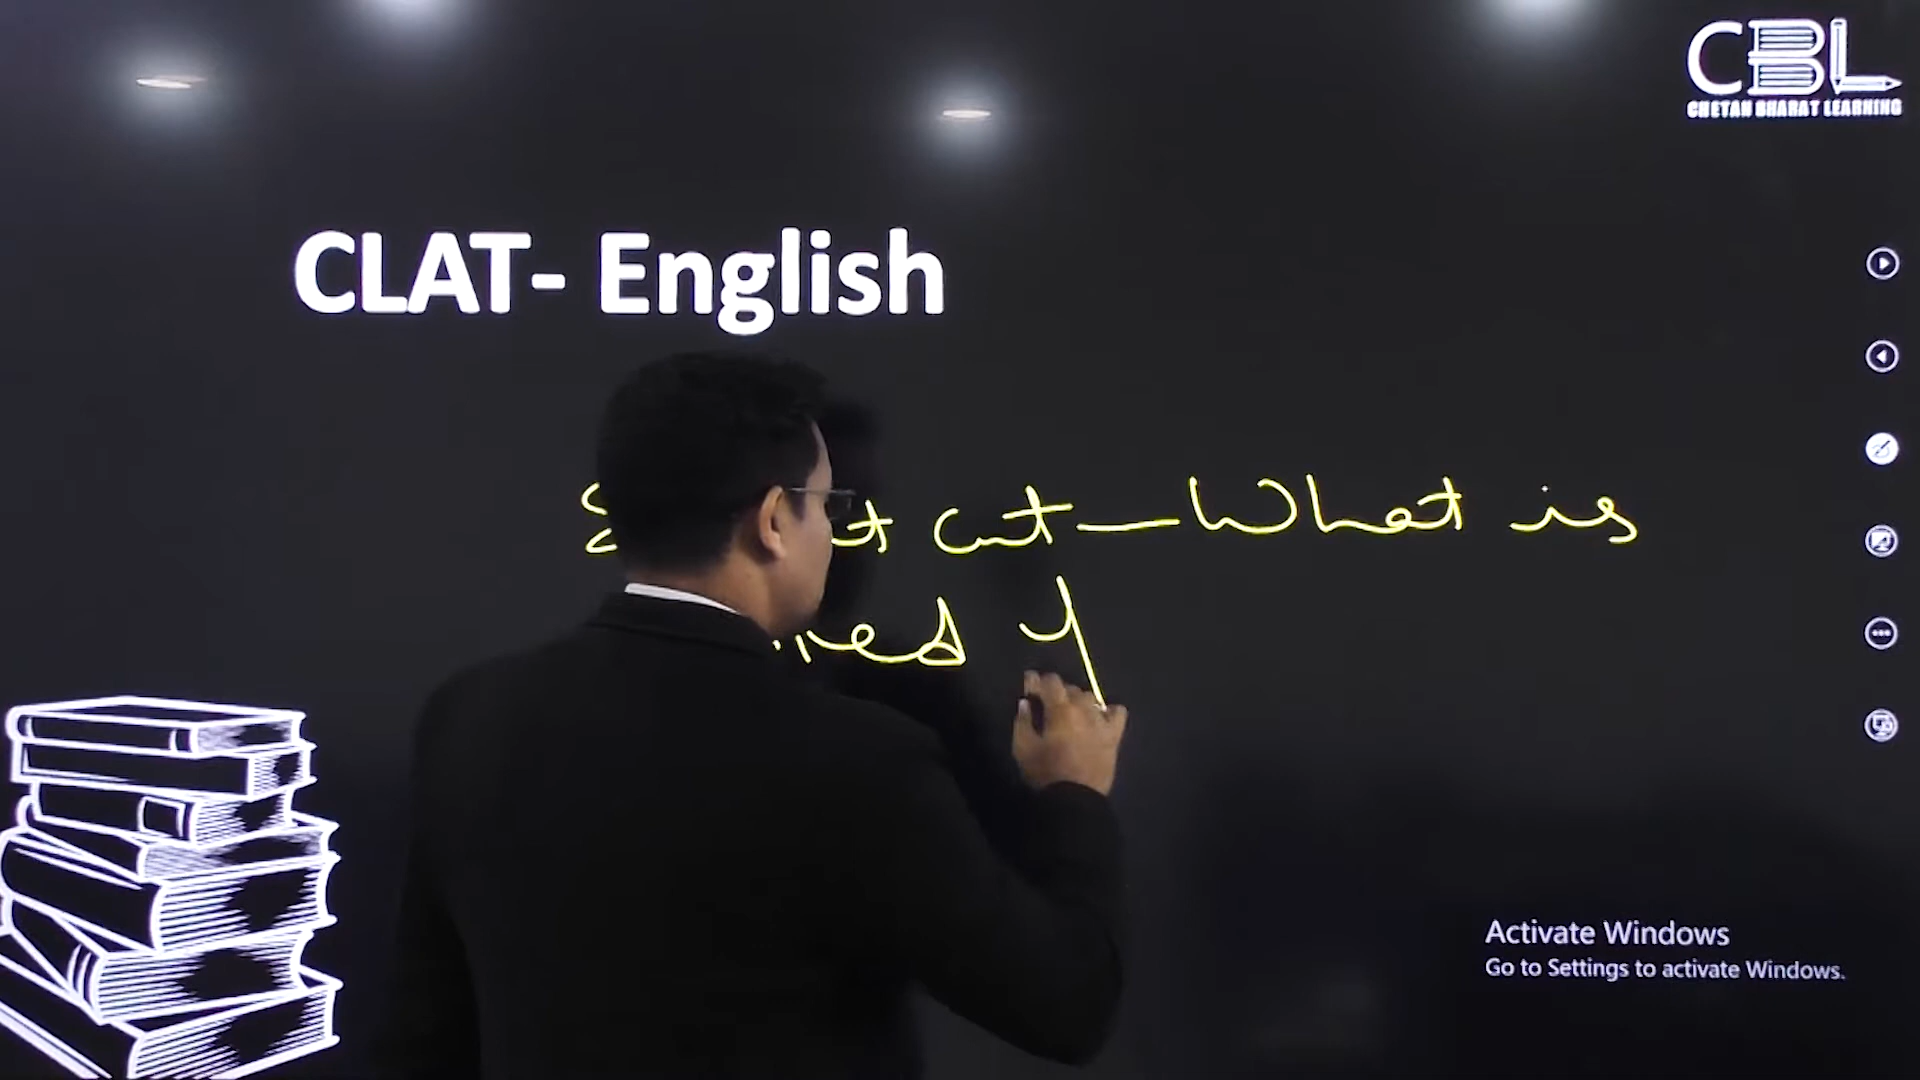 CBL
CHETAN BHARAT LEARNING
CLAT- English
cut — What is
Activate Windows
Go to Settings to activate Windows.